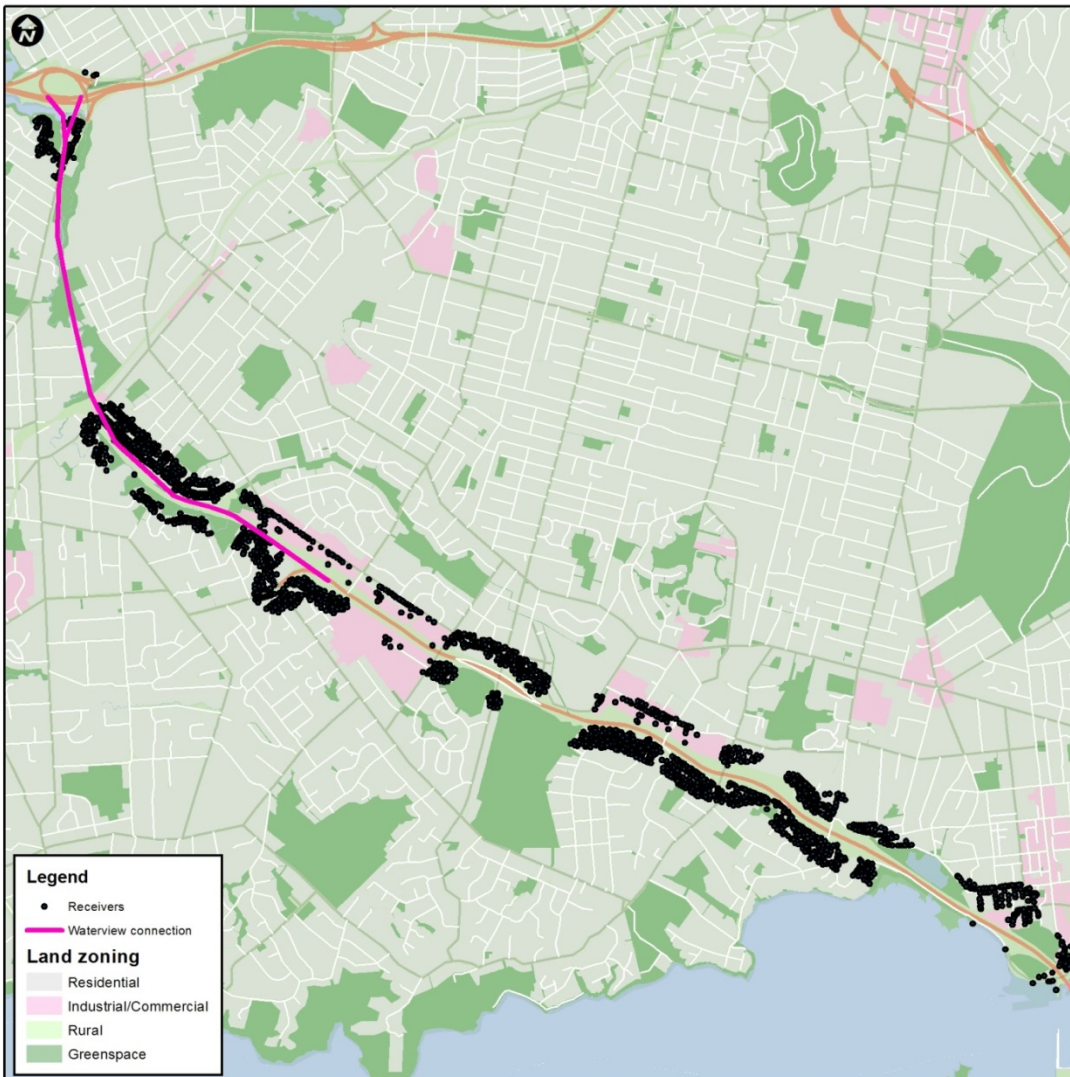 N
Legend
Receivers
Waterview connection
Land zoning
Residential
Industrial/Commercial
Rural
Greenspace